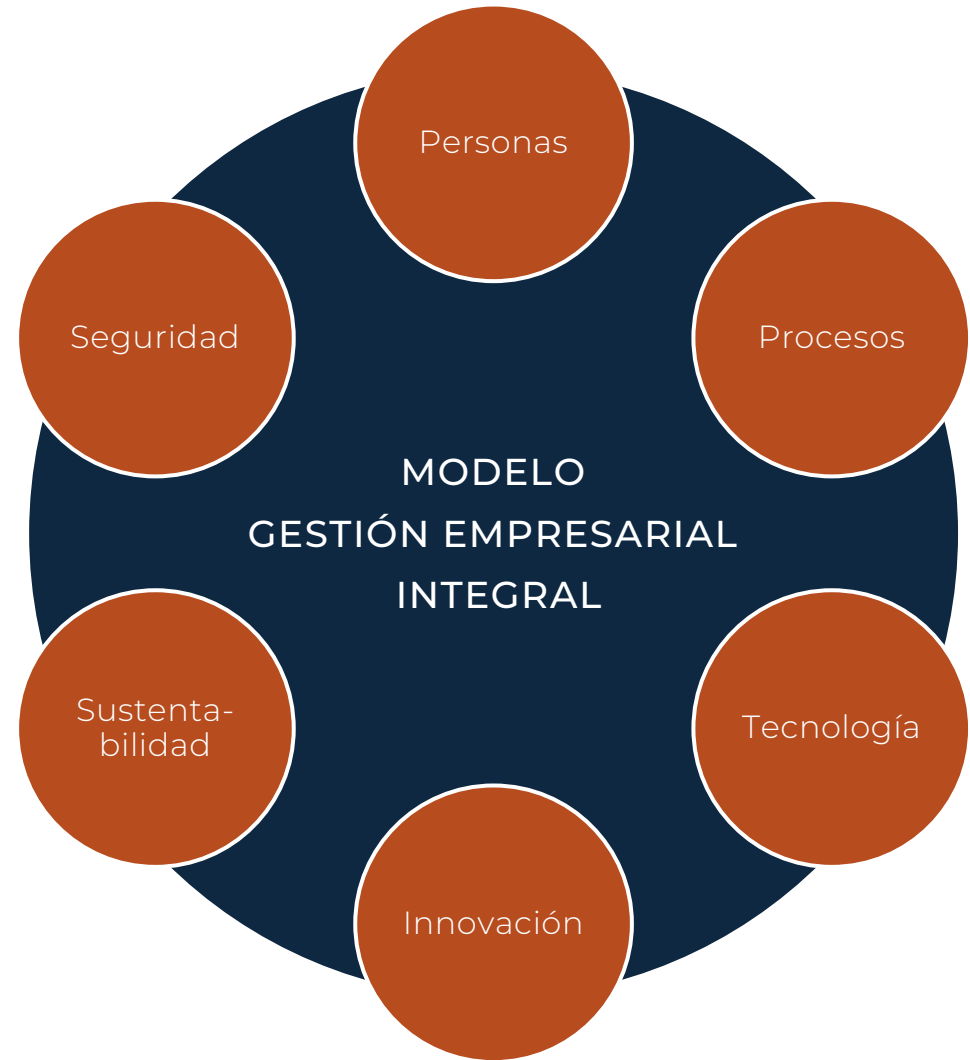 Personas
Seguridad
Procesos
MODELO
GESTIÓN EMPRESARIAL
INTEGRAL
Sustenta-
bilidad
Tecnología
Innovación